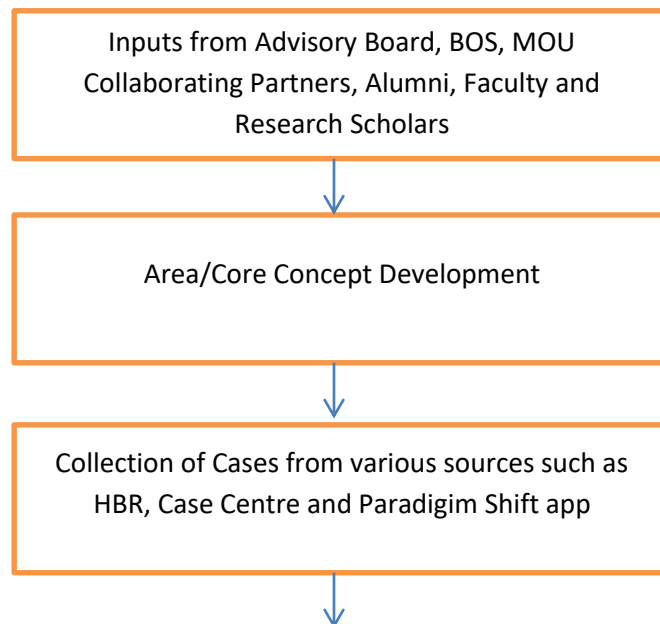 Inputs from Advisory Board, BOS, MOU
Collaborating Partners, Alumni, Faculty and
Research Scholars
Area/Core Concept Development
Collection of Cases from various sources such as
HBR, Case Centre and Paradigim Shift app